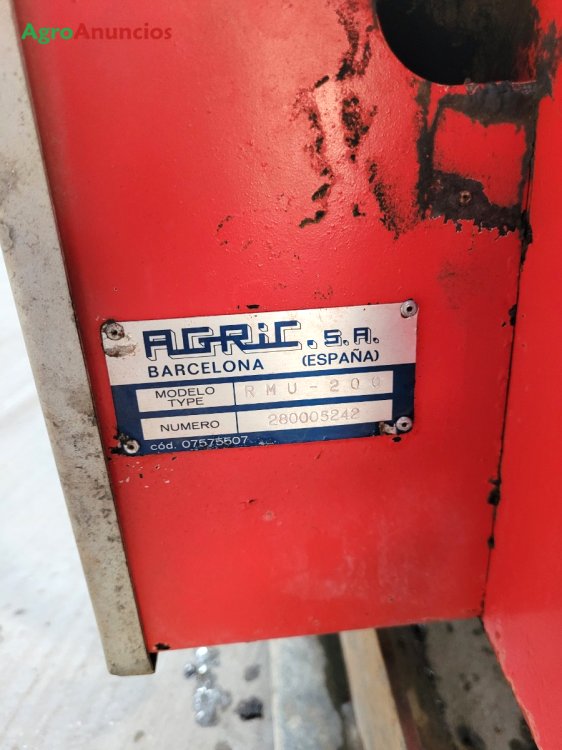 AgroAnuncios
AGRIC, S.A.
BARCELONA (ESPAÑA)
MODELO
TYPE
RMU-200
NUMERO
280005242
cód. 07575507